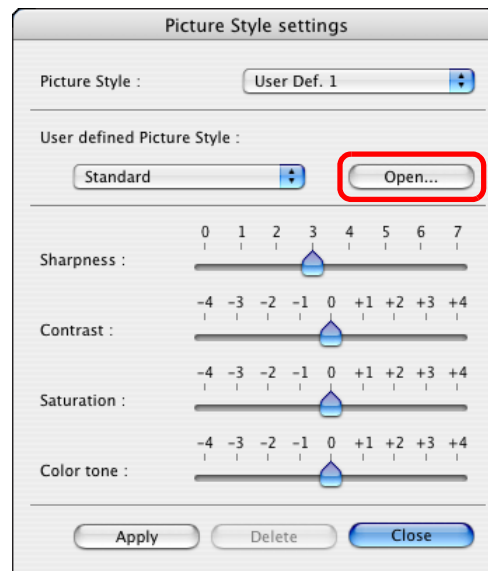 Picture Style settings
Picture Style : User Def. 1
User defined Picture Style :
Standard Open...
0 1 2 3 4 5 6 7
Sharpness :
-4 -3 -2 -1 0 +1 +2 +3 +4
Contrast :
-4 -3 -2 -1 0 +1 +2 +3 +4
Saturation :
-4 -3 -2 -1 0 +1 +2 +3 +4
Color tone :
Apply Delete Close